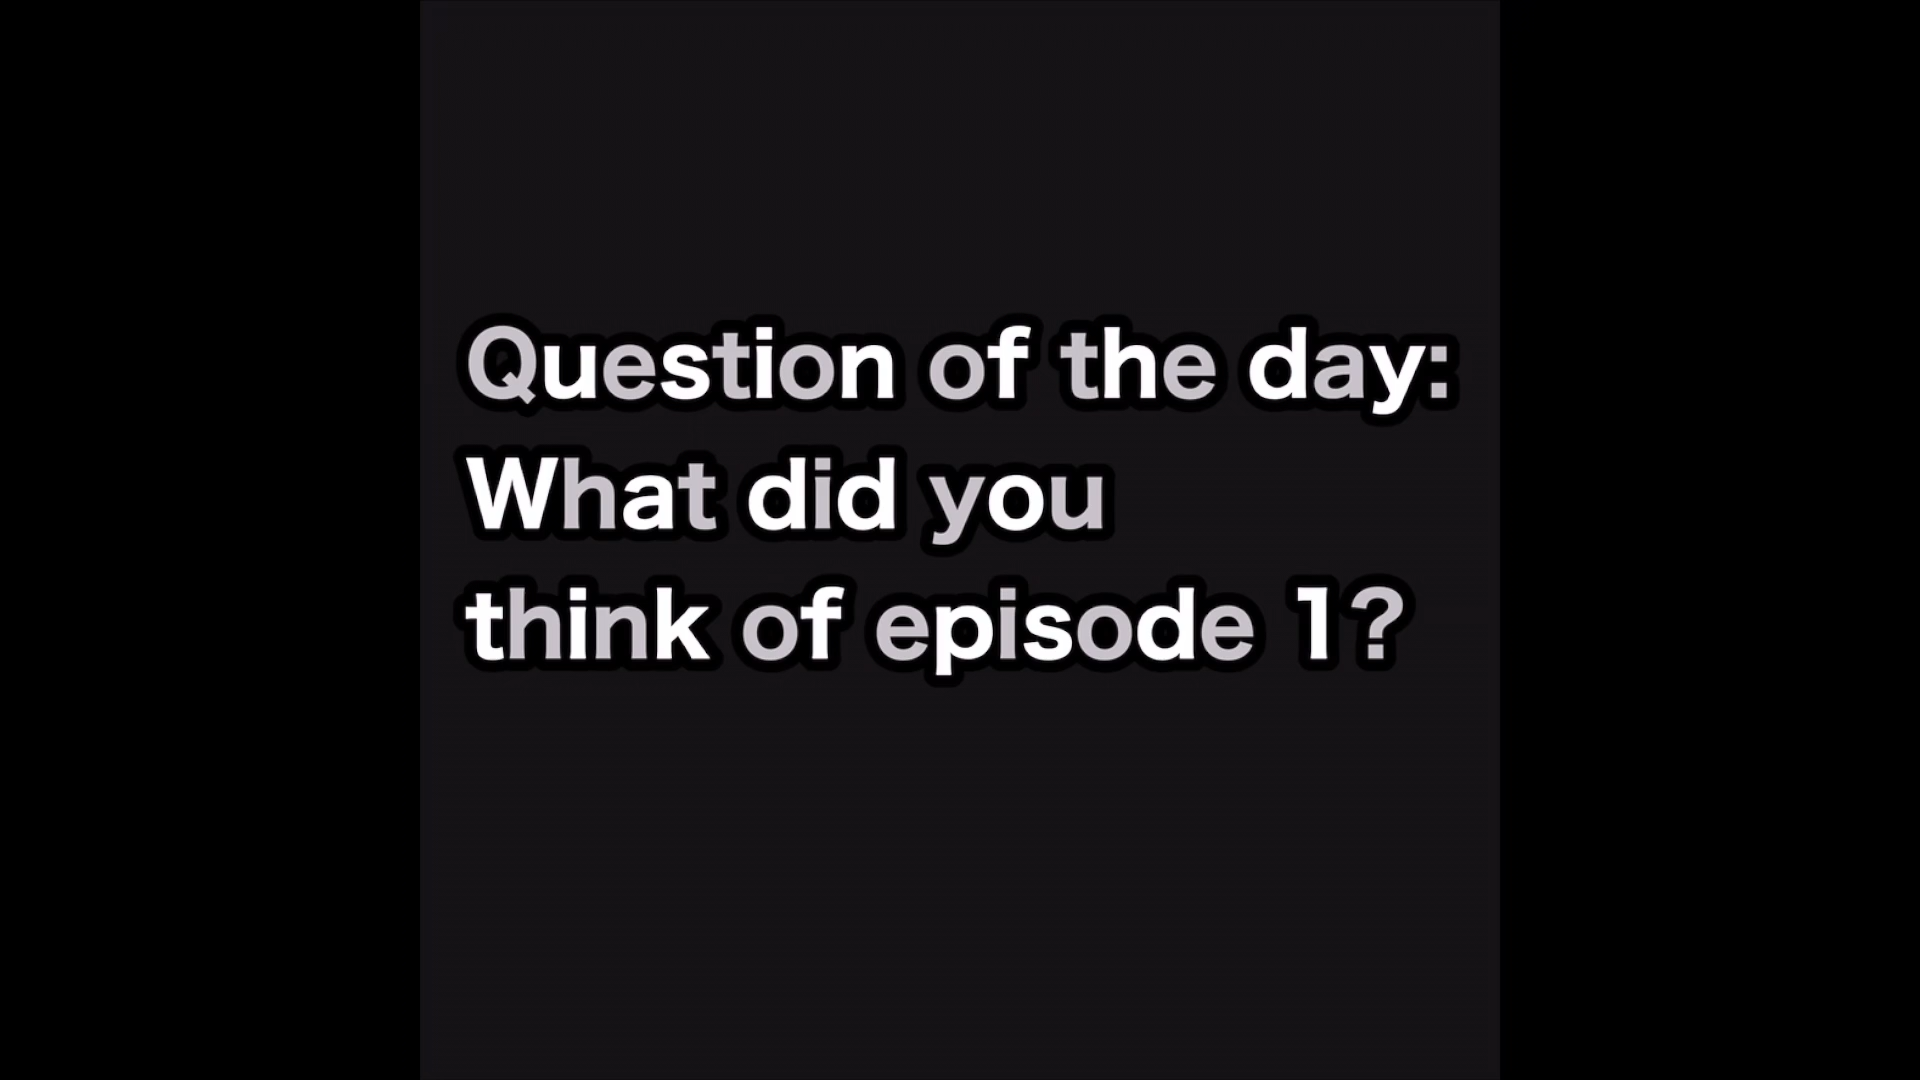 Question of the day:
What did you
think of episode 1?